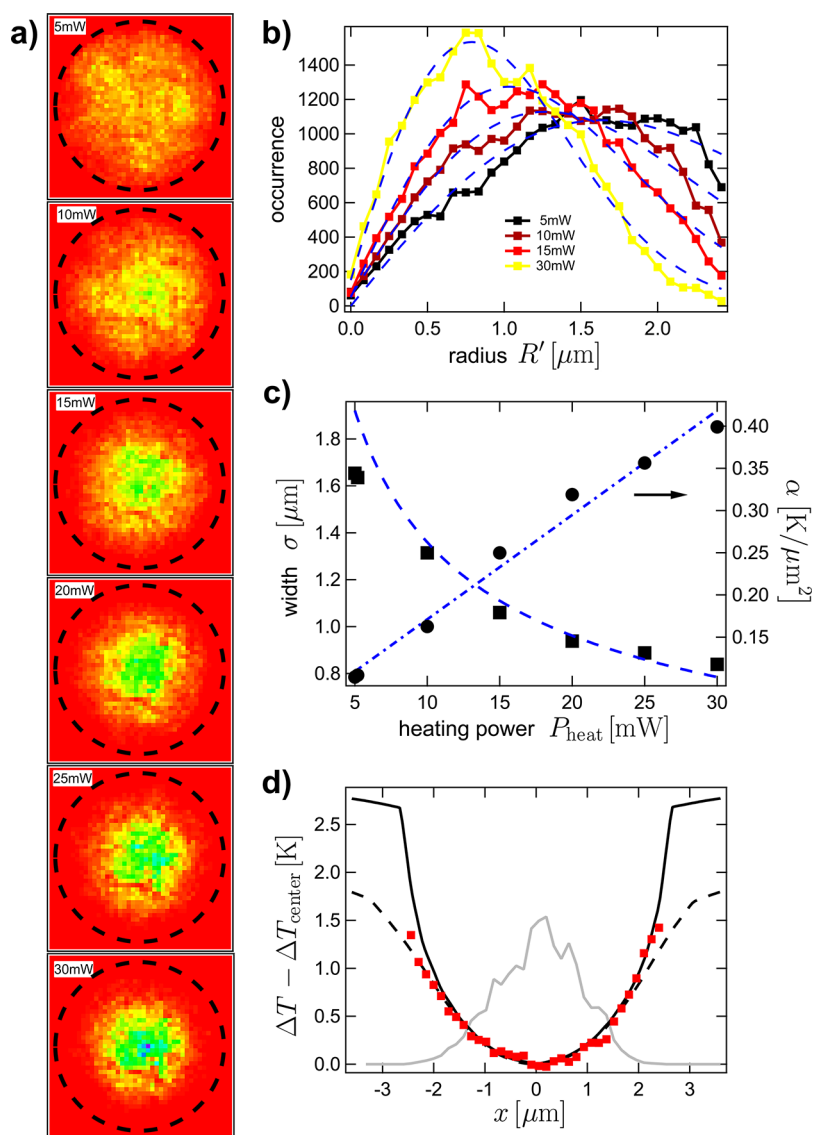 a)
5mW
10mW
15mW
20mW
25mW
30mW
b)
occurrence
1400
1200
1000
800
600
400
200
0
5mW
10mW
15mW
30mW
0.0 0.5 1.0 1.5 2.0
radius R′ [μm]
c)
width σ [μm]
1.8
1.6
1.4
1.2
1.0
0.8
0.40
0.35
0.30
0.25
0.20
0.15
α [K/μm²]
5 10 15 20 25 30
heating power P_heat [mW]
d)
ΔT − ΔT_center [K]
2.5
2.0
1.5
1.0
0.5
0.0
-3 -2 -1 0 1 2 3
x [μm]